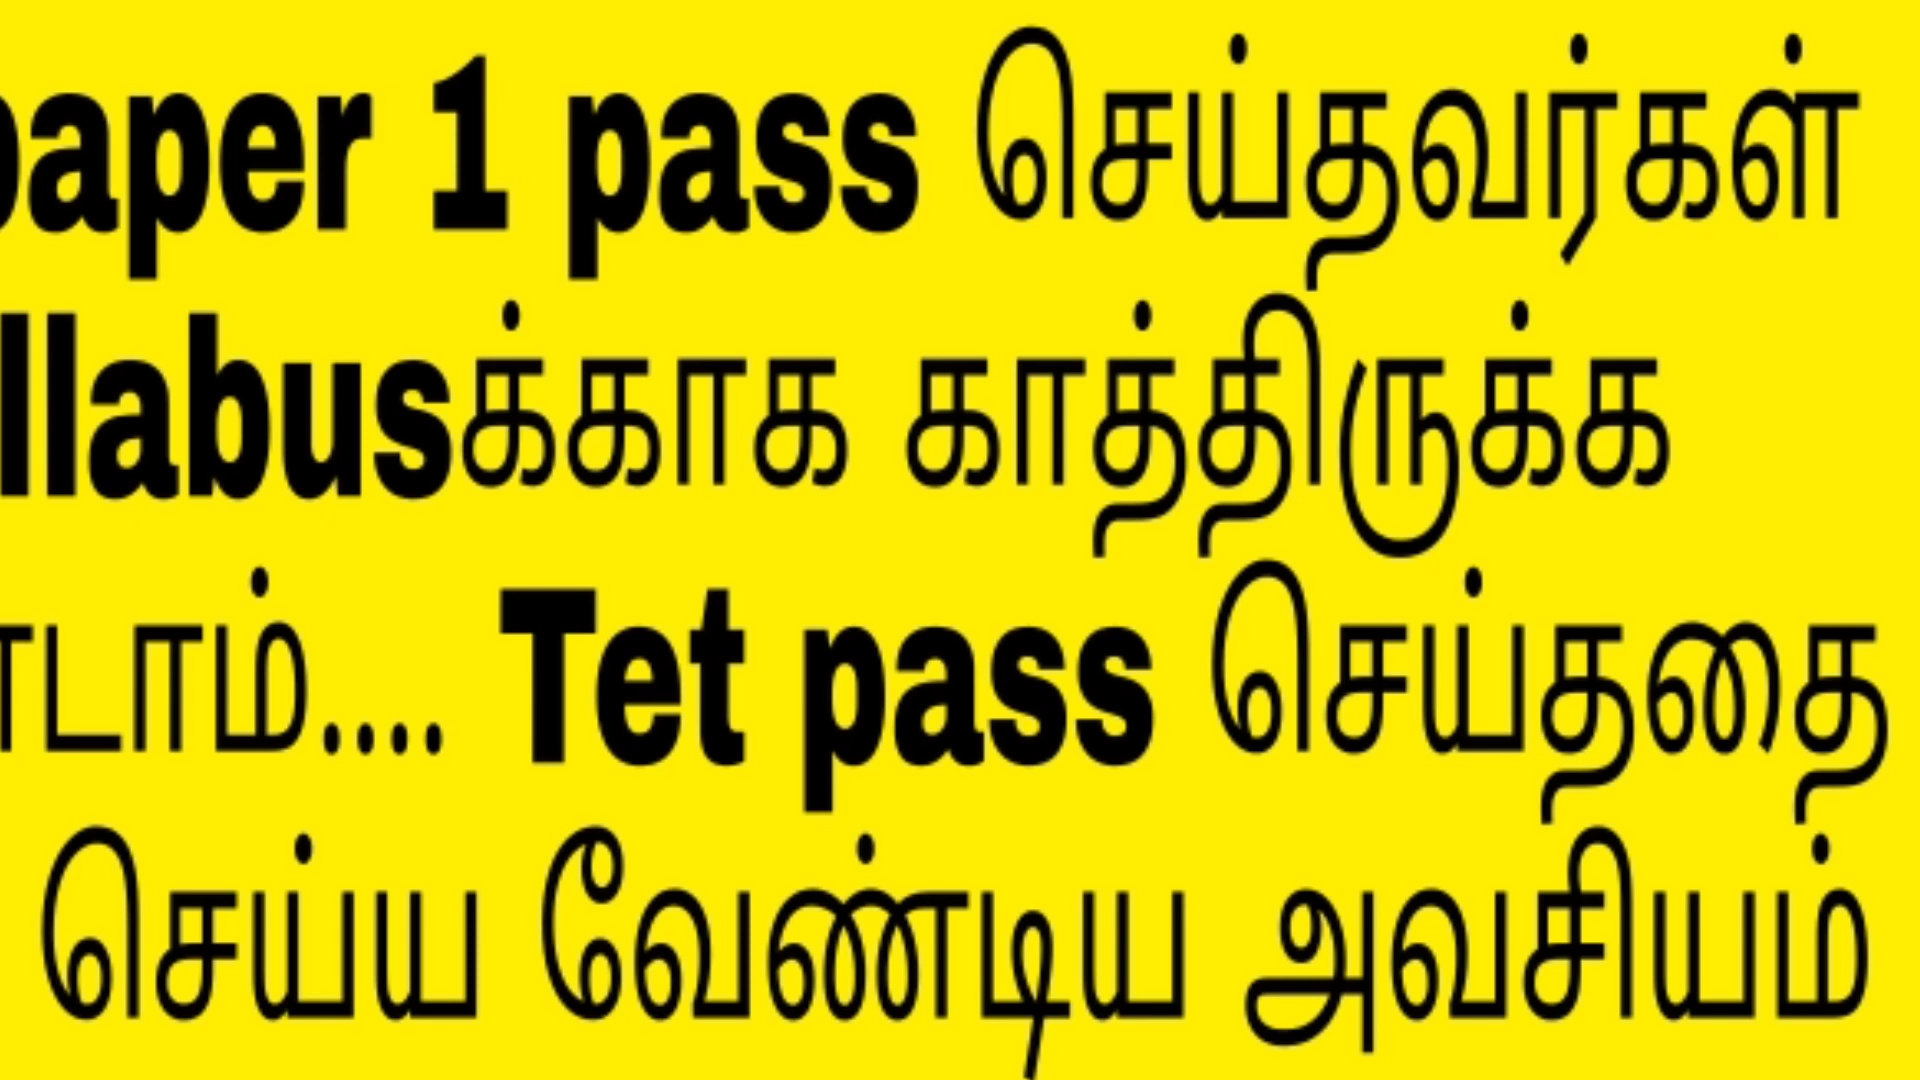 paper 1 pass செய்தவர்கள்
llabusக்காக காத்திருக்க
டாம்.... Tet pass செய்ததை
செய்ய வேண்டிய அவசியம்